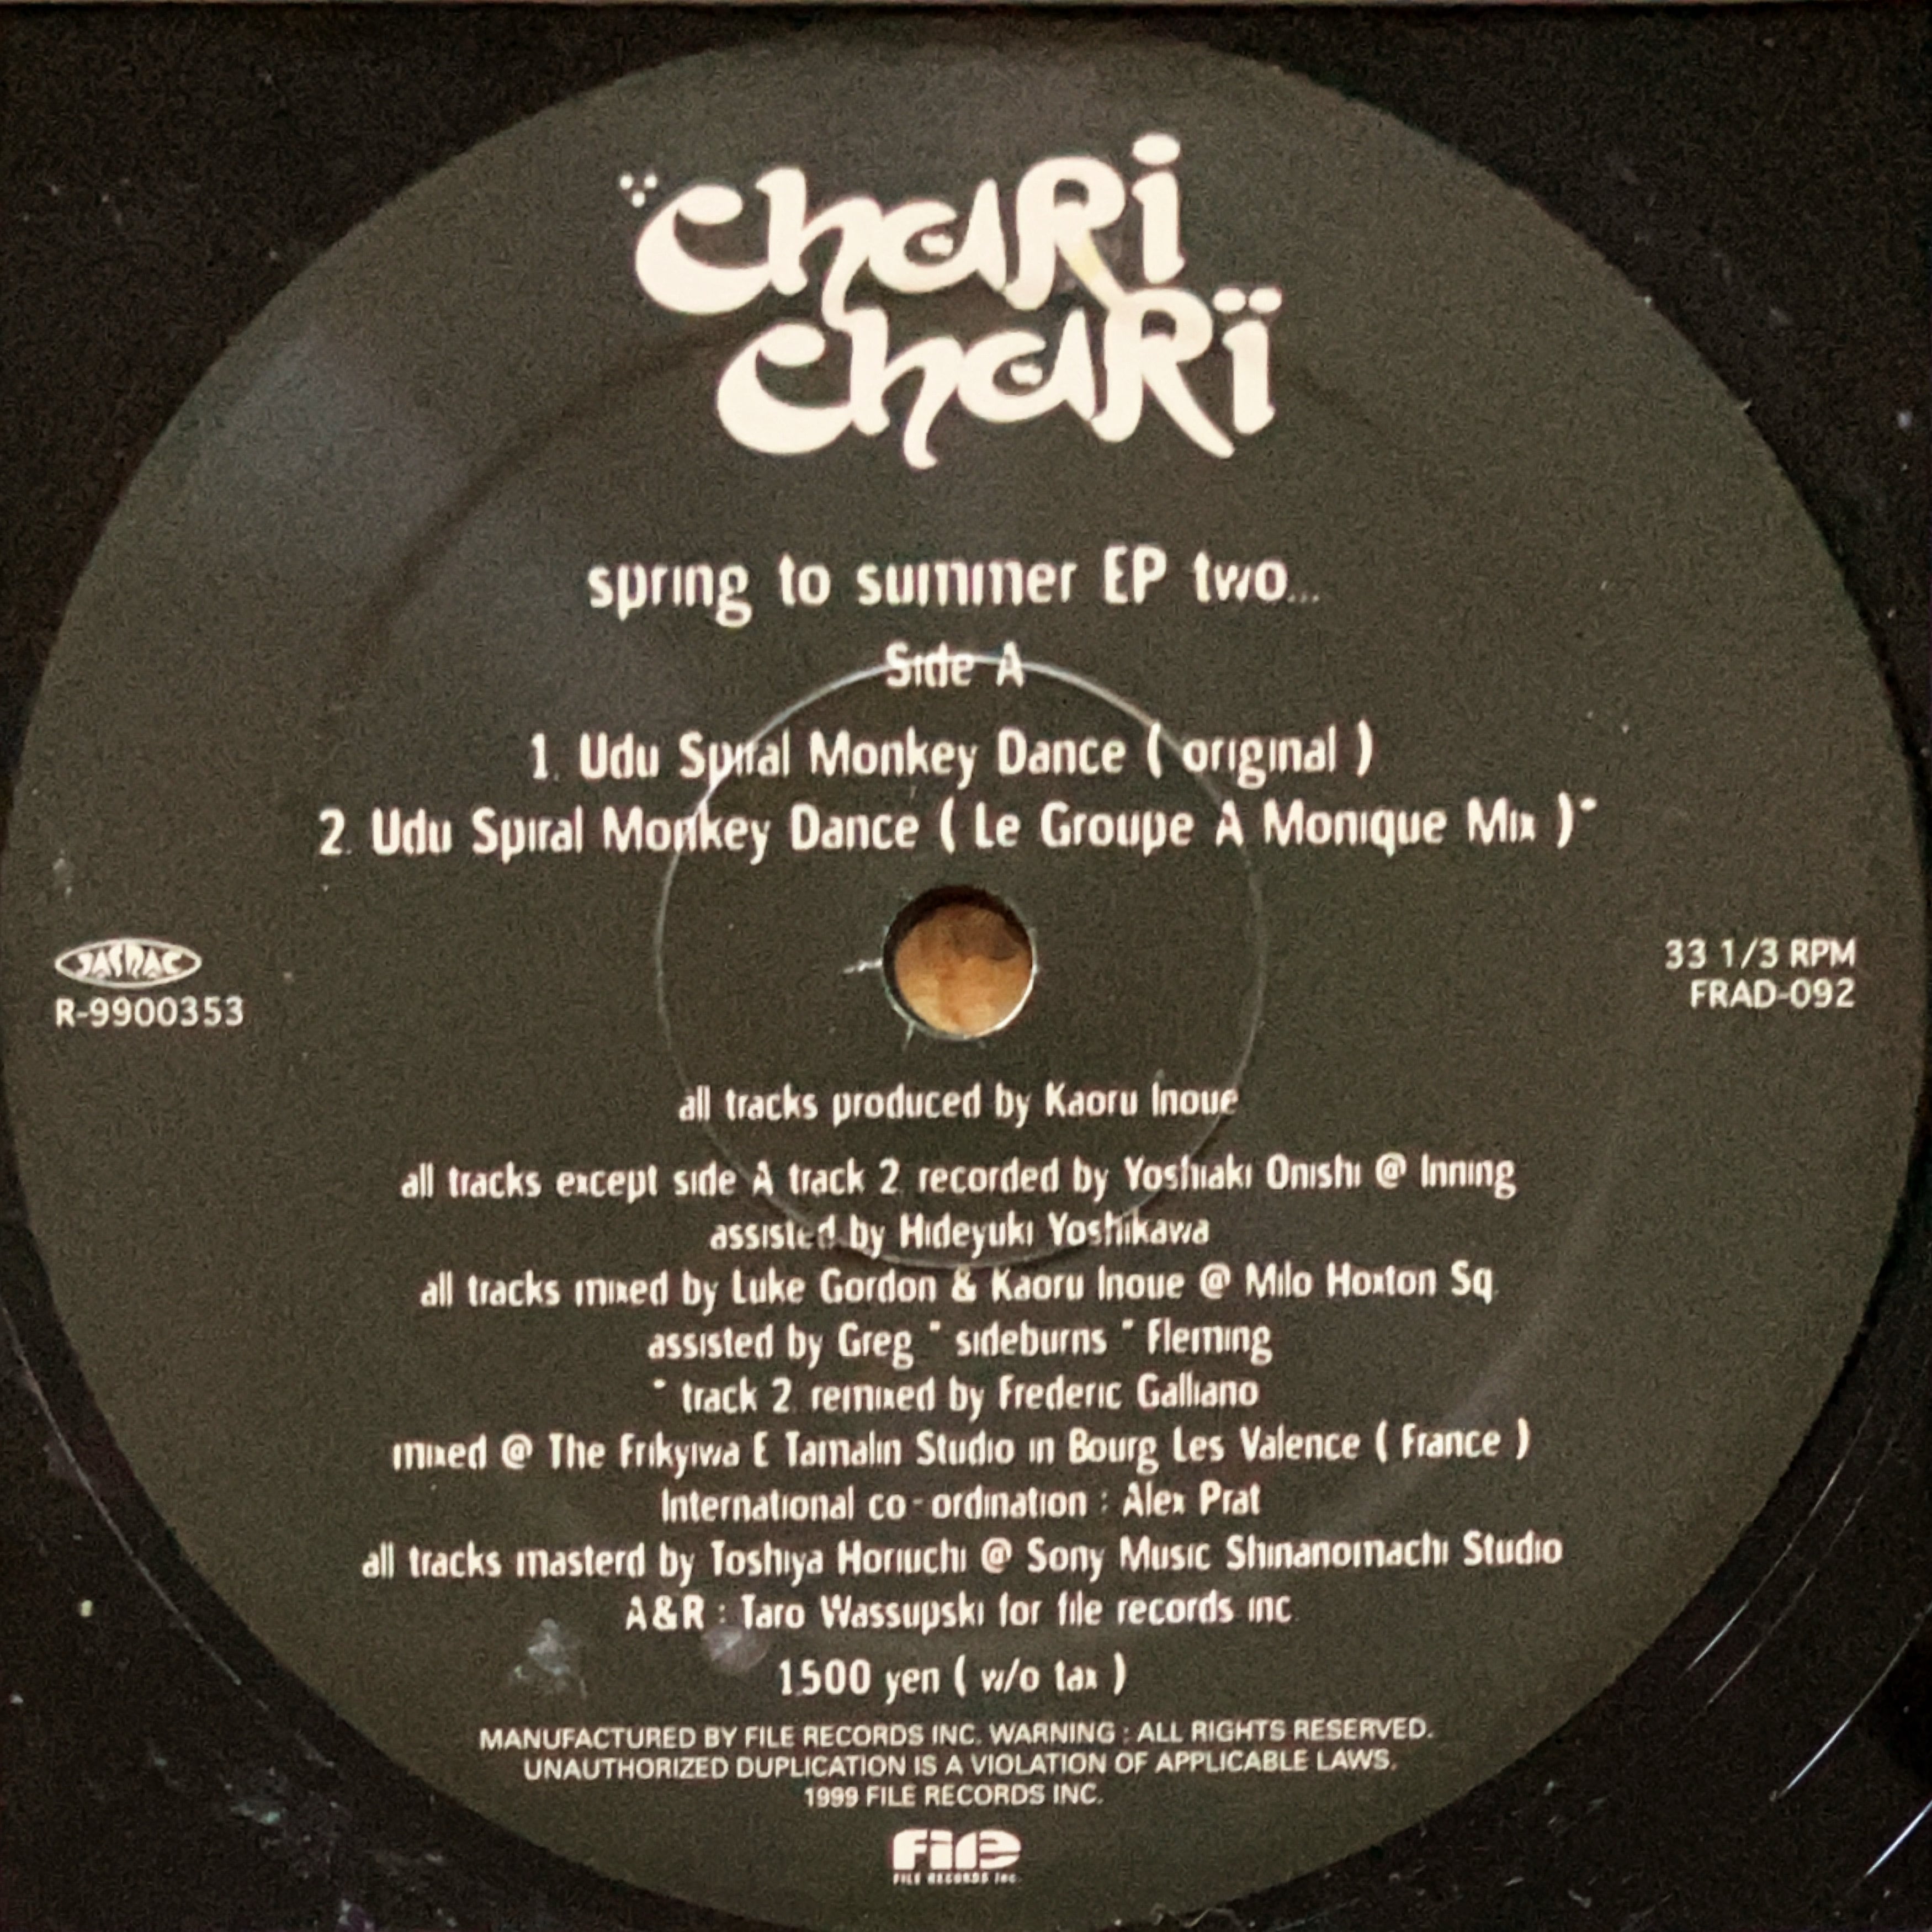 chari
chari
spring to summer EP two...
Side A
1. Udu Spiral Monkey Dance ( original )
2. Udu Spiral Monkey Dance ( Le Groupe A Monique Mix )*
JASRAC
R-9900353
33 1/3 RPM
FRAD-092
all tracks produced by Kaoru Inoue
all tracks except side A track 2. recorded by Yoshiaki Onishi @ Inning
assisted by Hideyuki Yoshikawa
all tracks mixed by Luke Gordon & Kaoru Inoue @ Milo Hoxton Sq.
assisted by Greg " sideburns " Fleming
* track 2. remixed by Frederic Galliano
mixed @ The Frikyiwa E Tamalin Studio in Bourg Les Valence ( France )
International co-ordination : Alex Prat
all tracks masterd by Toshiya Horiuchi @ Sony Music Shinanomachi Studio
A&R : Taro Wassupski for file records inc.
1500 yen ( w/o tax )
MANUFACTURED BY FILE RECORDS INC. WARNING : ALL RIGHTS RESERVED.
UNAUTHORIZED DUPLICATION IS A VIOLATION OF APPLICABLE LAWS.
1999 FILE RECORDS INC.
file
FILE RECORDS Inc.